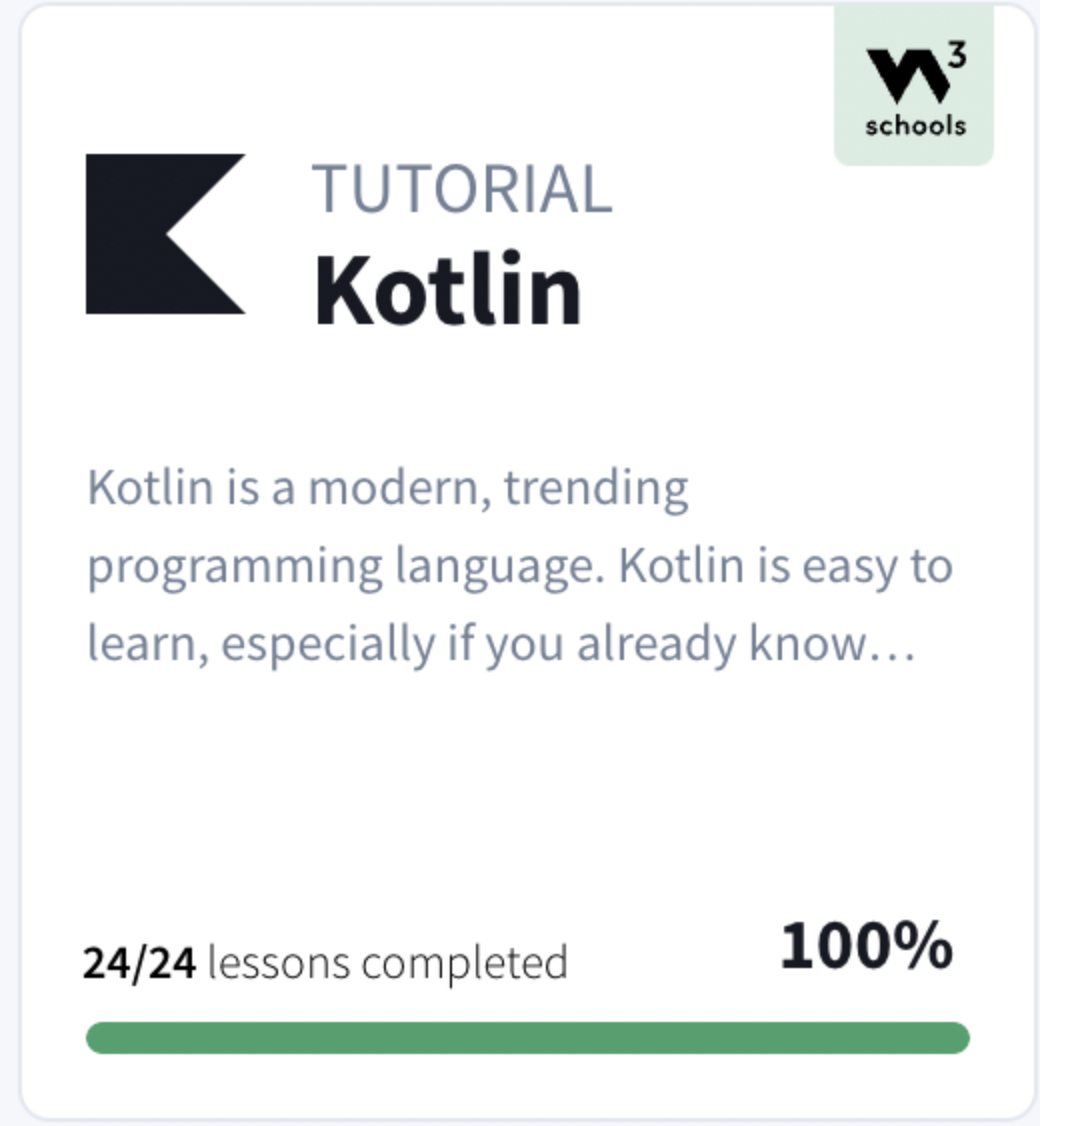 3
schools
TUTORIAL
Kotlin
Kotlin is a modern, trending
programming language. Kotlin is easy to
learn, especially if you already know…
24/24 lessons completed
100%